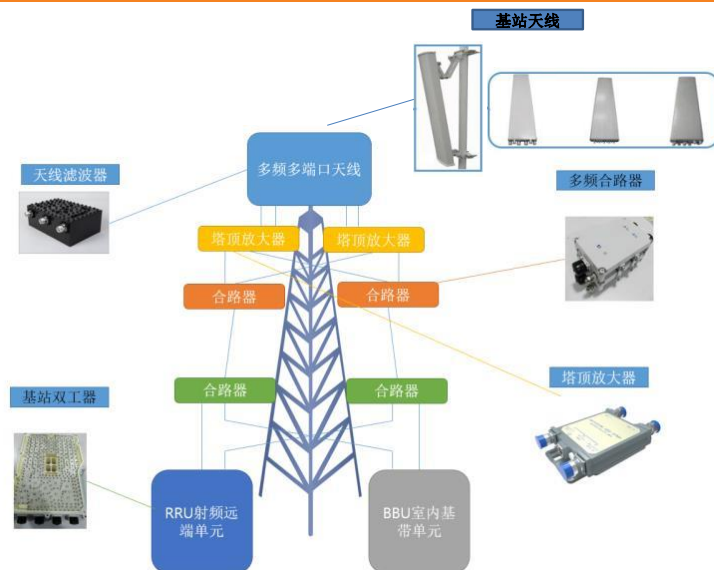 基站天线
天线滤波器
多频多端口天线
多频合路器
塔顶放大器
塔顶放大器
合路器
合路器
塔顶放大器
合路器
合路器
基站双工器
RRU射频远
端单元
BBU室内基
带单元